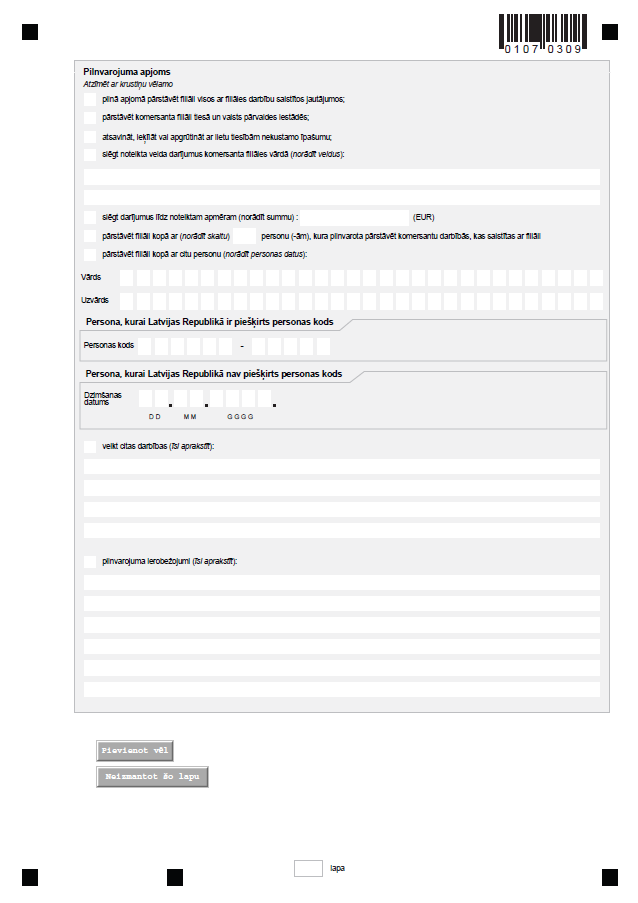 0107 0309
Pilnvarojuma apjoms
Atzīmēt ar krustiņu vēlamo
pilnā apjomā pārstāvēt filiāli visos ar filiāles darbību saistītos jautājumos;
pārstāvēt komersanta filiāli tiesā un valsts pārvaldes iestādēs;
atsavināt, ieķīlāt vai apgrūtināt ar lietu tiesībām nekustamo īpašumu;
slēgt noteikta veida darījumus komersanta filiāles vārdā (norādīt veidus):
slēgt darījumus līdz noteiktam apmēram (norādīt summu) : (EUR)
pārstāvēt filiāli kopā ar (norādīt skaitu) personu (-ām), kura pilnvarota pārstāvēt komersantu darbībās, kas saistītas ar filiāli
pārstāvēt filiāli kopā ar citu personu (norādīt personas datus):
Vārds
Uzvārds
Persona, kurai Latvijas Republikā ir piešķirts personas kods
Personas kods -
Persona, kurai Latvijas Republikā nav piešķirts personas kods
Dzimšanas
datums . . .
DD MM GGGG
veikt citas darbības (īsi aprakstīt):
pilnvarojuma ierobežojumi (īsi aprakstīt):
Pievienot vēl
Neizmantot šo lapu
lapa